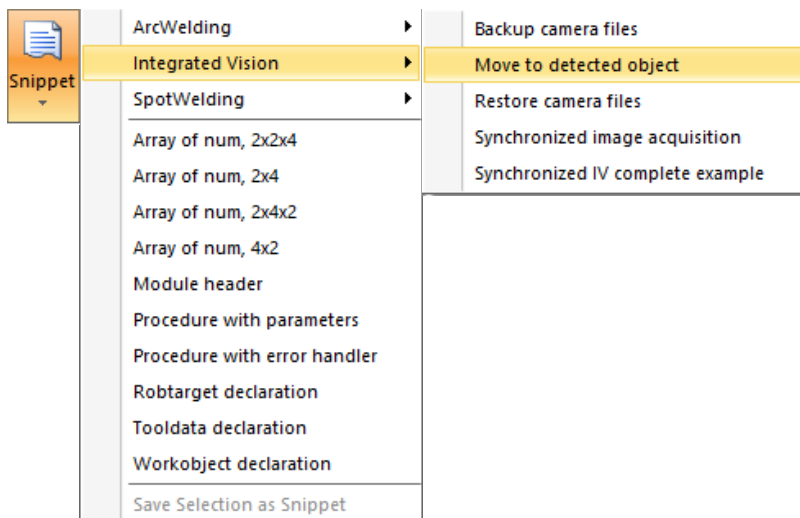 Snippet
ArcWelding
Integrated Vision
SpotWelding
Array of num, 2x2x4
Array of num, 2x4
Array of num, 2x4x2
Array of num, 4x2
Module header
Procedure with parameters
Procedure with error handler
Robtarget declaration
Tooldata declaration
Workobject declaration
Save Selection as Snippet
Backup camera files
Move to detected object
Restore camera files
Synchronized image acquisition
Synchronized IV complete example